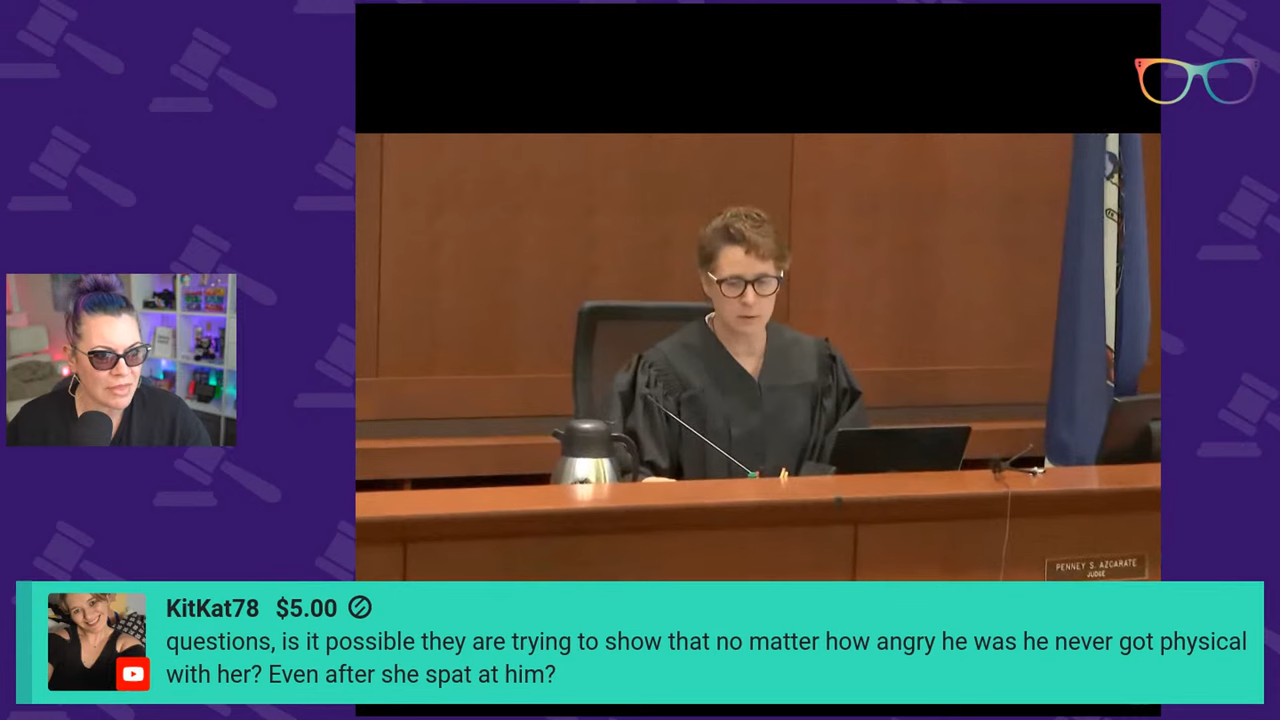 PENNEY S. AZCARATE
JUDGE
KitKat78 $5.00
questions, is it possible they are trying to show that no matter how angry he was he never got physical
with her? Even after she spat at him?